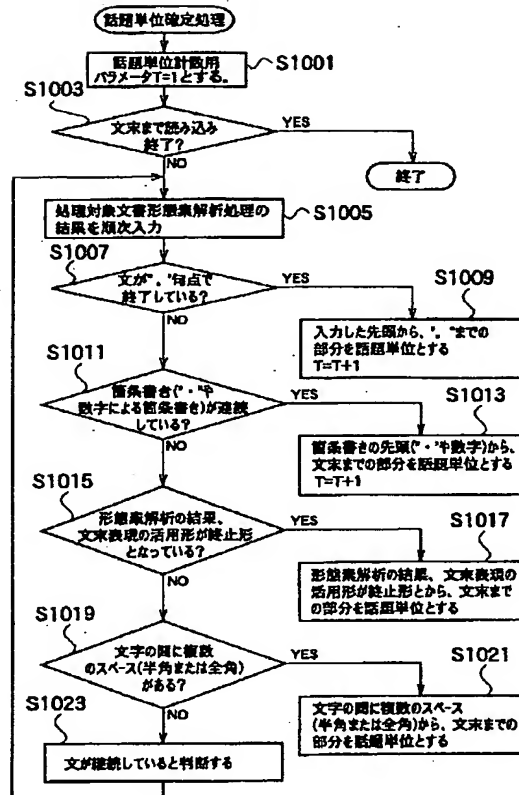 話題単位確定処理
S1001
話題単位計数用
パラメータT=1とする。
S1003
文末まで読み込み
終了?
YES
NO
終了
S1005
処理対象文書形態素解析処理の
結果を順次入力
S1007
文が"。"句点で
終了している?
YES
NO
S1009
入力した先頭から、"。"までの
部分を話題単位とする
T=T+1
S1011
箇条書き("・"や
数字による箇条書き)が連続
している?
YES
NO
S1013
箇条書きの先頭("・"や数字)から、
文末までの部分を話題単位とする
T=T+1
S1015
形態素解析の結果、
文末表現の活用形が終止形
となっている?
YES
NO
S1017
形態素解析の結果、文末表現の
活用形が終止形とから、文末まで
の部分を話題単位とする
S1019
文字の間に複数
のスペース(半角または全角)
がある?
YES
NO
S1021
文字の間に複数のスペース
(半角または全角)から、文末までの
部分を話題単位とする
S1023
文が継続していると判断する